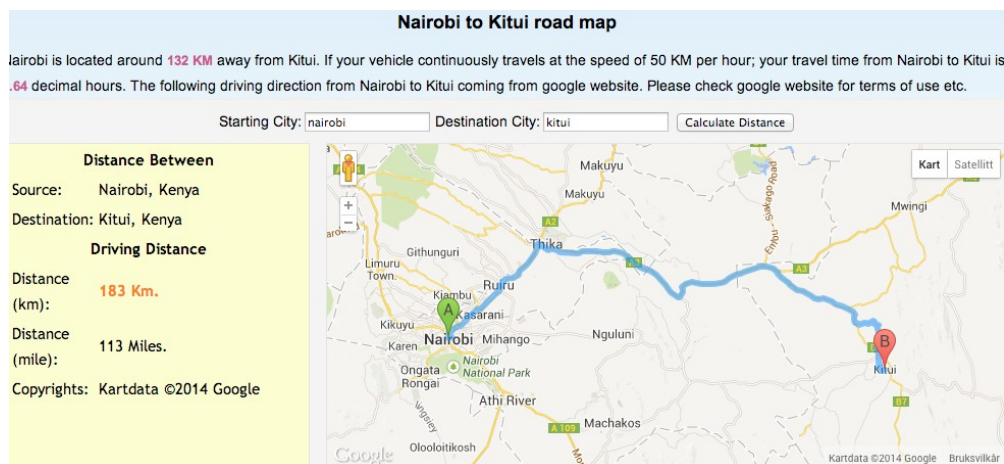 Nairobi to Kitui road map
Nairobi is located around 132 KM away from Kitui. If your vehicle continuously travels at the speed of 50 KM per hour; your travel time from Nairobi to Kitui is
.64 decimal hours. The following driving direction from Nairobi to Kitui coming from google website. Please check google website for terms of use etc.
Starting City: nairobi Destination City: kitui Calculate Distance
Distance Between
Source: Nairobi, Kenya
Destination: Kitui, Kenya
Driving Distance
Distance
(km): 183 Km.
Distance
(mile): 113 Miles.
Copyrights: Kartdata ©2014 Google
Kart Satellitt
Makuyu
Makuyu
Mwingi
A2
Embu Siakago Road
Thika
Githunguri
A3
A3
Limuru
Town
Ruiru
Kiambu
A
Kasarani
Kikuyu
Nairobi
Mihango
Nguluni
B
Karen
Kitui
Nairobi
National Park
Ongata
Rongai
Athi River
B7
Machakos
A 109
Olooloitikosh
Google
Kartdata ©2014 Google Bruksvilkår